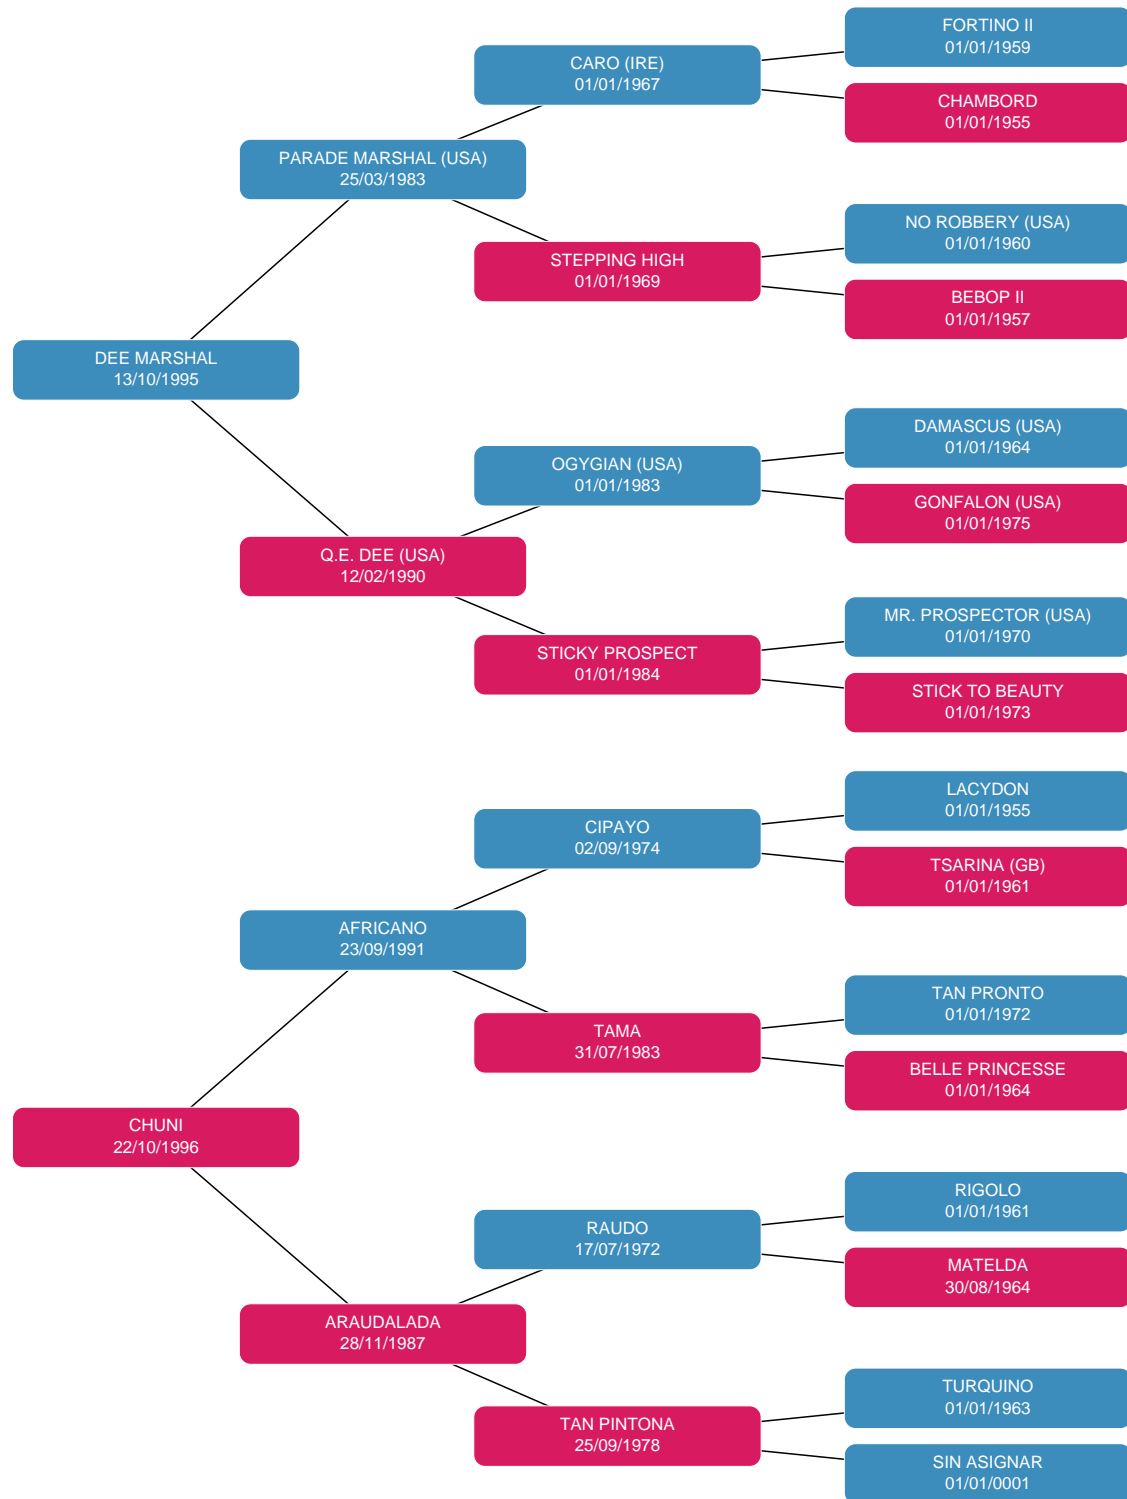 FORTINO II
01/01/1959
CARO (IRE)
01/01/1967
CHAMBORD
01/01/1955
PARADE MARSHAL (USA)
25/03/1983
NO ROBBERY (USA)
01/01/1960
STEPPING HIGH
01/01/1969
BEBOP II
01/01/1957
DEE MARSHAL
13/10/1995
DAMASCUS (USA)
01/01/1964
OGYGIAN (USA)
01/01/1983
GONFALON (USA)
01/01/1975
Q.E. DEE (USA)
12/02/1990
MR. PROSPECTOR (USA)
01/01/1970
STICKY PROSPECT
01/01/1984
STICK TO BEAUTY
01/01/1973
LACYDON
01/01/1955
CIPAYO
02/09/1974
TSARINA (GB)
01/01/1961
AFRICANO
23/09/1991
TAN PRONTO
01/01/1972
TAMA
31/07/1983
BELLE PRINCESSE
01/01/1964
CHUNI
22/10/1996
RIGOLO
01/01/1961
RAUDO
17/07/1972
MATELDA
30/08/1964
ARAUDALADA
28/11/1987
TURQUINO
01/01/1963
TAN PINTONA
25/09/1978
SIN ASIGNAR
01/01/0001